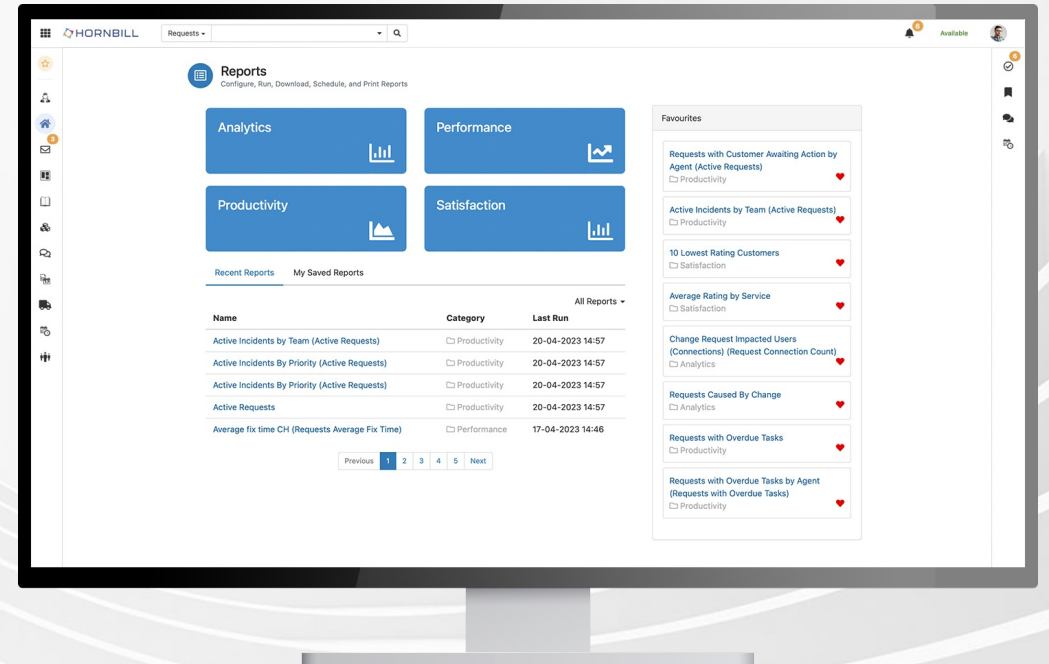 HORNBILL
Requests
6
Available
Reports
Configure, Run, Download, Schedule, and Print Reports
6
3
Analytics
Performance
Productivity
Satisfaction
Recent Reports
My Saved Reports
All Reports
Name Category Last Run
Active Incidents by Team (Active Requests) Productivity 20-04-2023 14:57
Active Incidents By Priority (Active Requests) Productivity 20-04-2023 14:57
Active Incidents By Priority (Active Requests) Productivity 20-04-2023 14:57
Active Requests Productivity 20-04-2023 14:57
Average fix time CH (Requests Average Fix Time) Performance 17-04-2023 14:46
Previous 1 2 3 4 5 Next
Favourites
Requests with Customer Awaiting Action by
Agent (Active Requests)
Productivity
Active Incidents by Team (Active Requests)
Productivity
10 Lowest Rating Customers
Satisfaction
Average Rating by Service
Satisfaction
Change Request Impacted Users
(Connections) (Request Connection Count)
Analytics
Requests Caused By Change
Analytics
Requests with Overdue Tasks
Productivity
Requests with Overdue Tasks by Agent
(Requests with Overdue Tasks)
Productivity